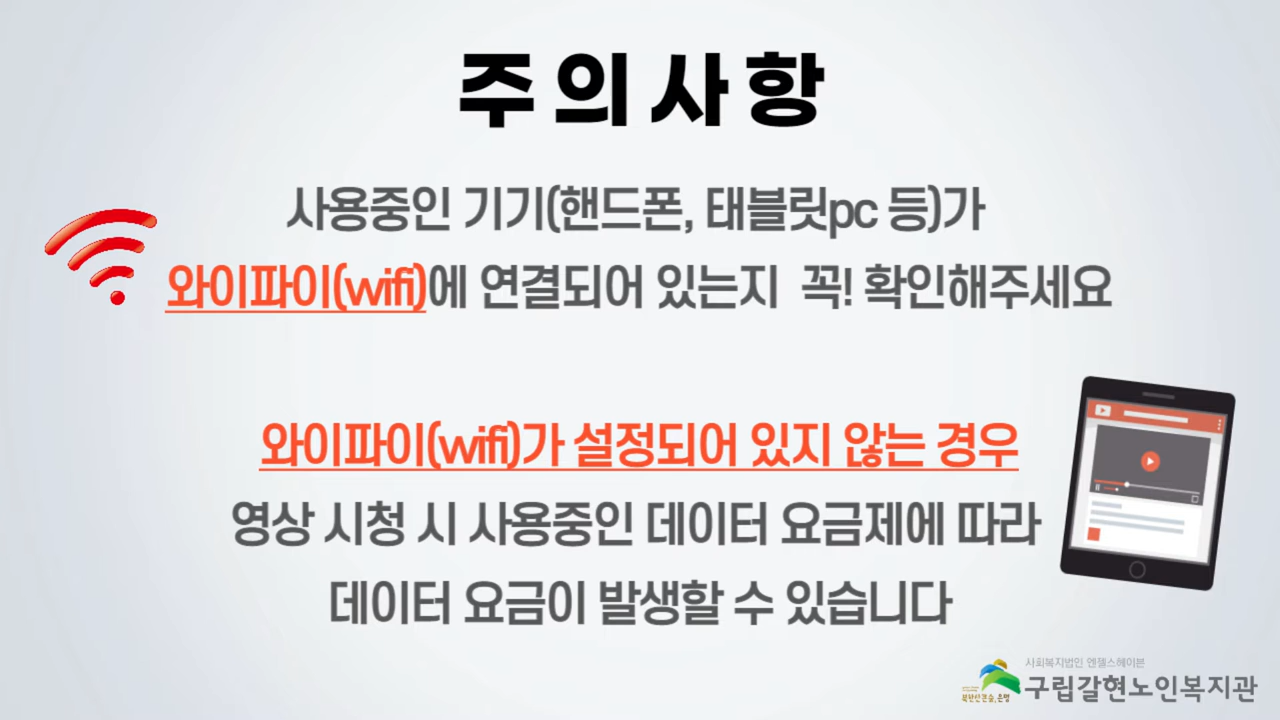 주의사항
사용중인 기기(핸드폰, 태블릿pc 등)가
와이파이(wifi)에 연결되어 있는지 꼭! 확인해주세요
와이파이(wifi)가 설정되어 있지 않는 경우
영상 시청 시 사용중인 데이터 요금제에 따라
데이터 요금이 발생할 수 있습니다
사회복지법인 엔젤스헤이븐
구립갈현노인복지관